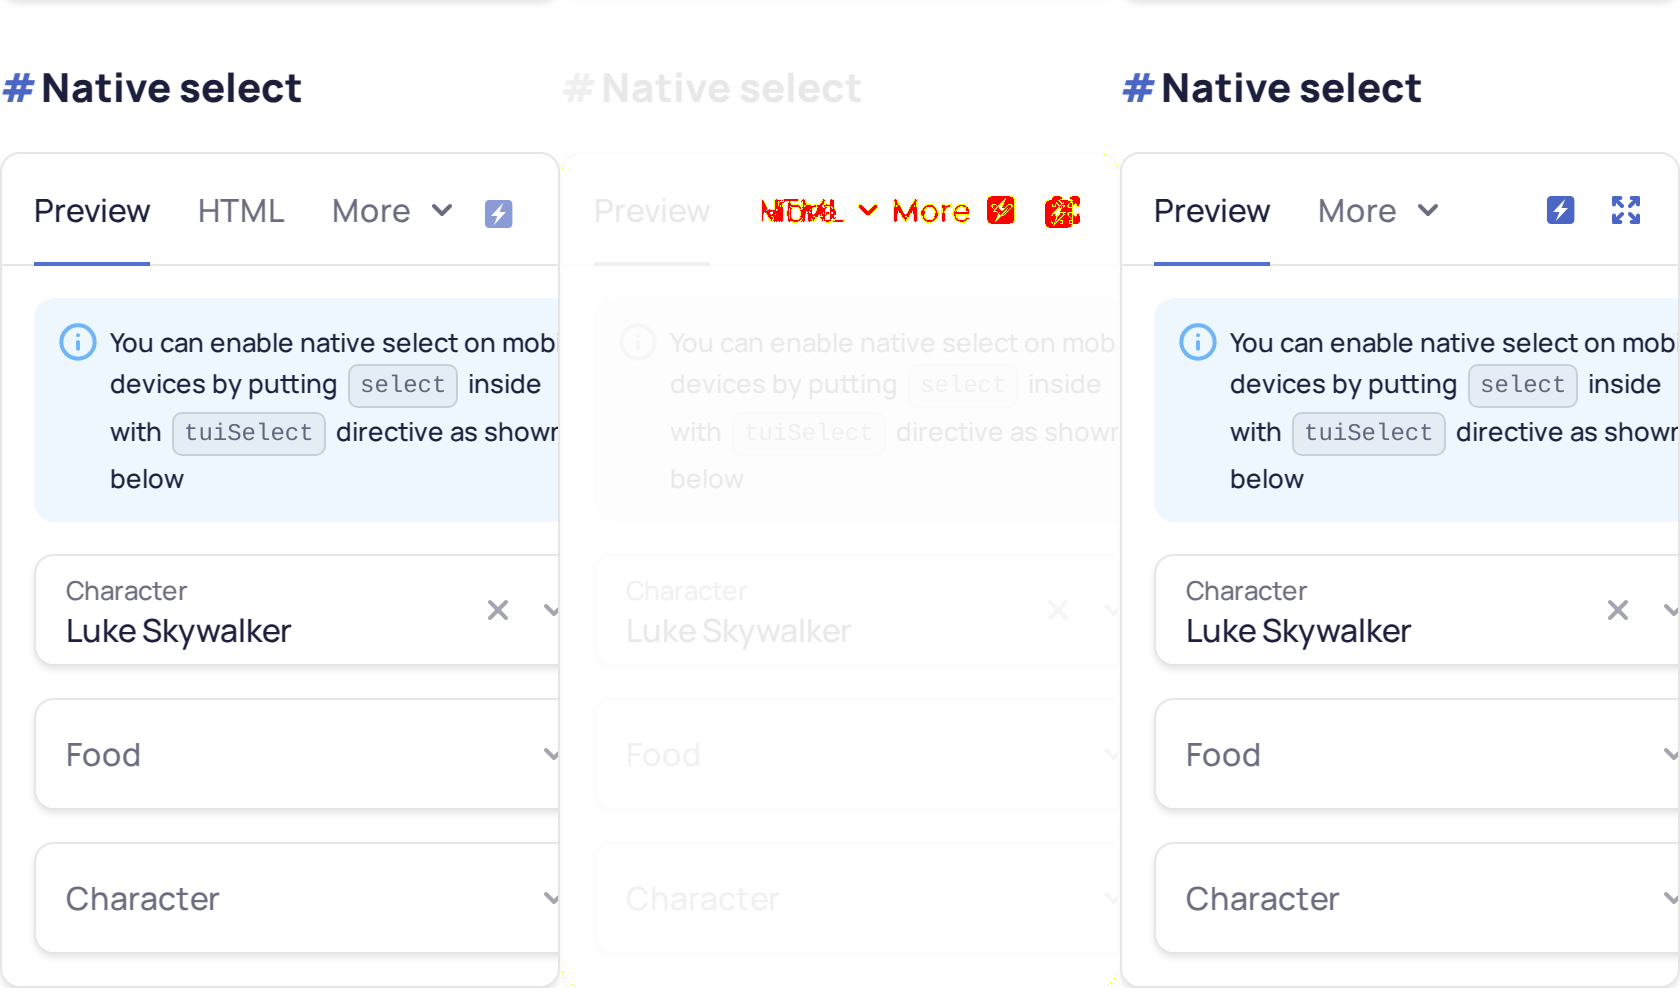 # Native select
Preview HTML More
You can enable native select on mobi
devices by putting select inside
with tuiSelect directive as shown
below
Character
Luke Skywalker
Food
Character
# Native select
Preview HTML More More
You can enable native select on mob
devices by putting select inside
with tuiSelect directive as shown
below
Character
Luke Skywalker
Food
Character
# Native select
Preview More
You can enable native select on mobi
devices by putting select inside
with tuiSelect directive as shown
below
Character
Luke Skywalker
Food
Character